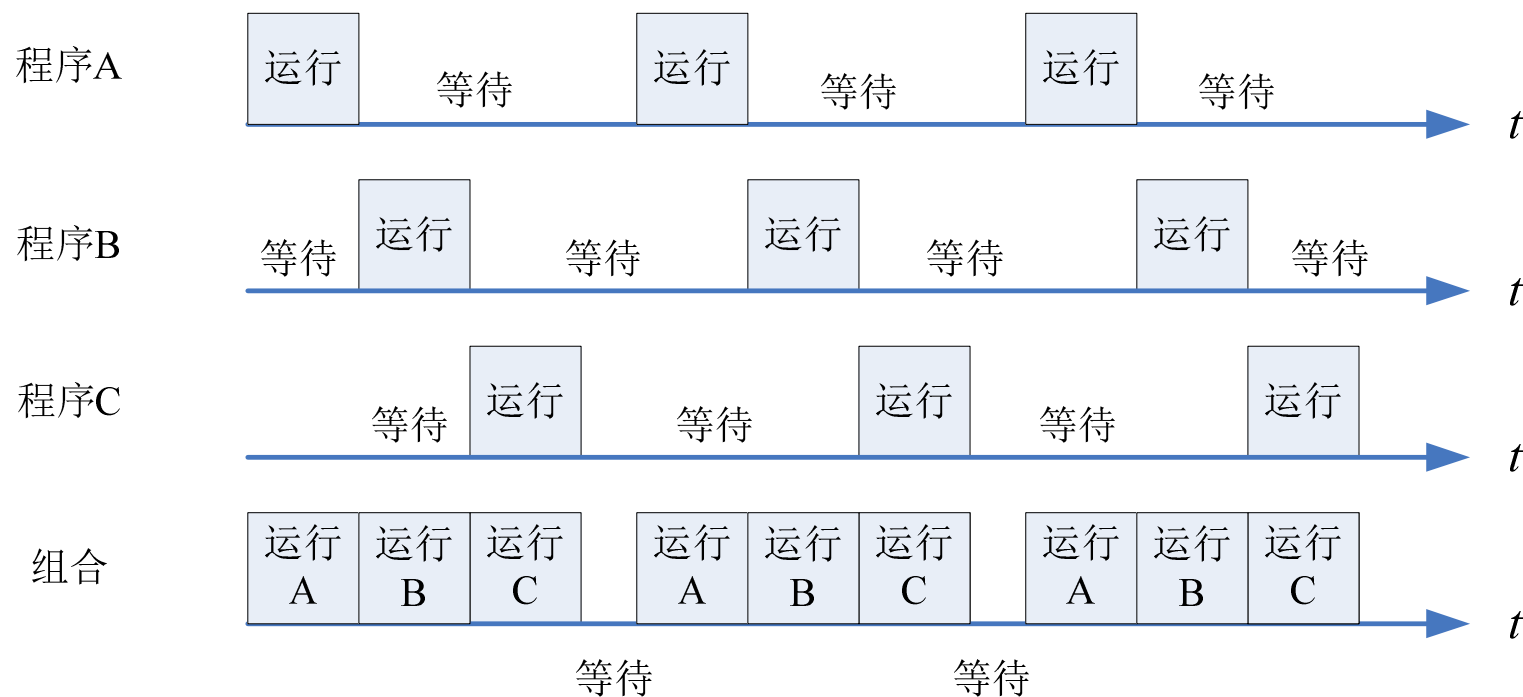 程序A 运行 等待 运行 等待 运行 等待 t
程序B 等待 运行 等待 运行 等待 运行 等待 t
程序C 等待 运行 等待 运行 等待 运行 t
组合 运行 运行 运行 运行 运行 运行 运行 运行 运行
A B C A B C A B C t
等待 等待